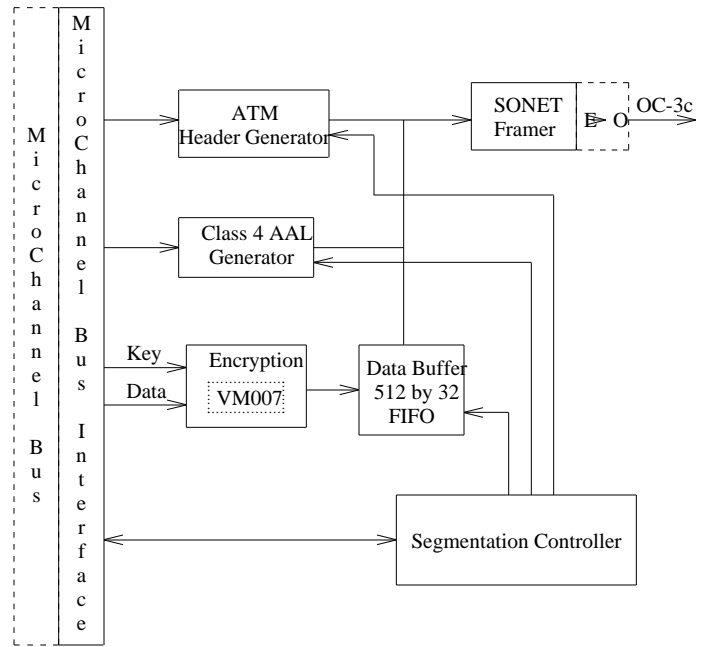 MicroChannel Bus
MicroChannel Bus Interface
ATM
Header Generator
SONET
Framer
E O
OC-3c
Class 4 AAL
Generator
Key
Data
Encryption
VM007
Data Buffer
512 by 32
FIFO
Segmentation Controller